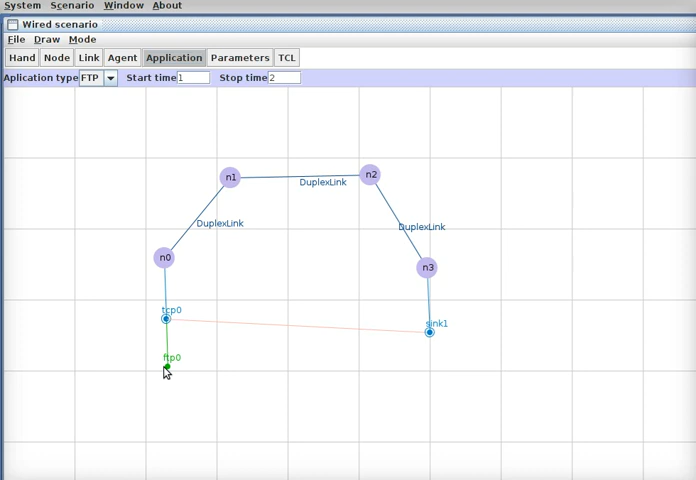 System Scenario Window About
Wired scenario
File Draw Mode
Hand Node Link Agent Application Parameters TCL
Aplication type FTP Start time 1 Stop time 2
n1 n2
DuplexLink
DuplexLink DuplexLink
n0 n3
tcp0 sink1
ftp0